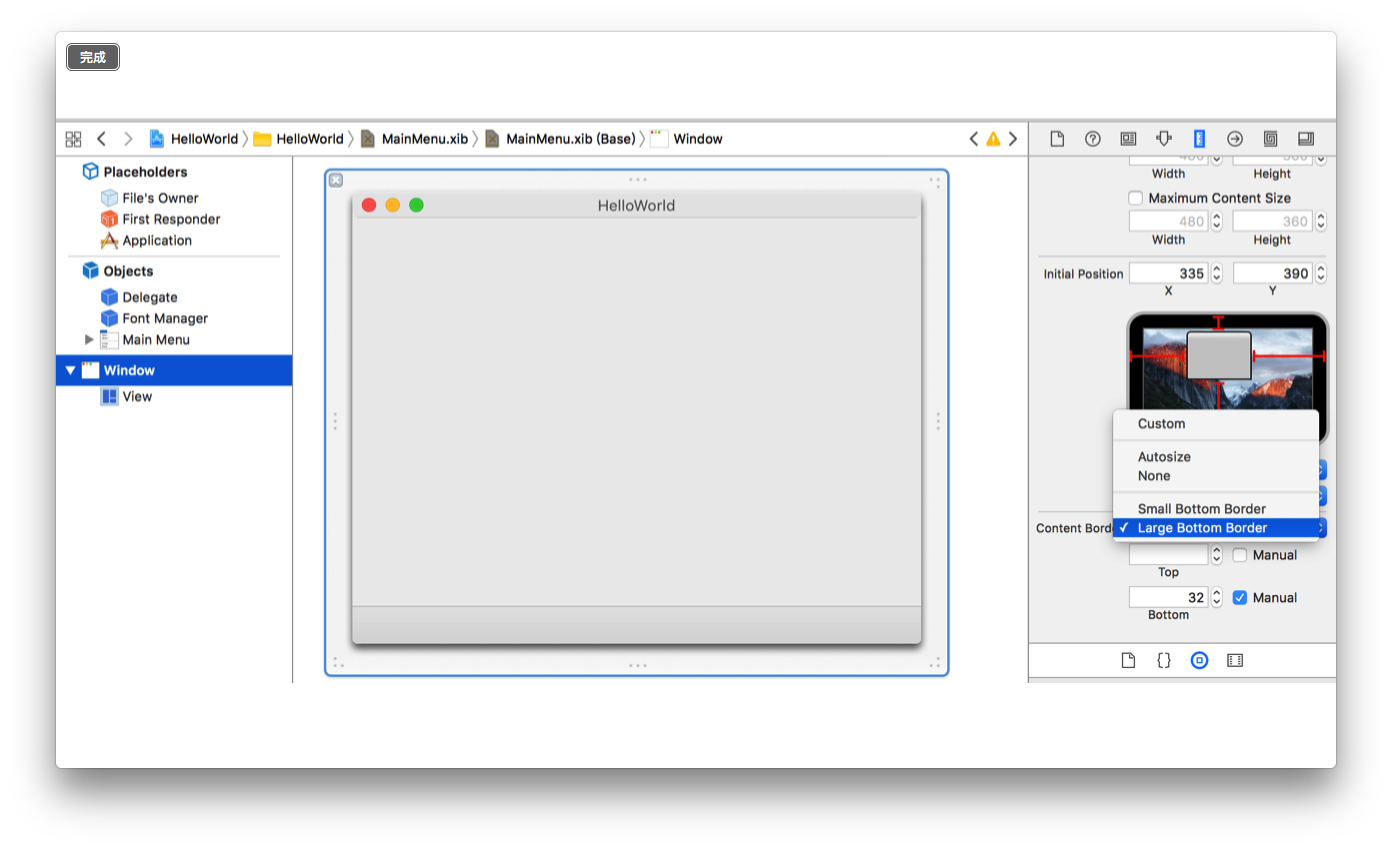 完成
HelloWorld HelloWorld MainMenu.xib MainMenu.xib (Base) Window
Placeholders
File's Owner
First Responder
Application
Objects
Delegate
Font Manager
Main Menu
Window
View
HelloWorld
Width Height
Maximum Content Size
480 360
Width Height
Initial Position 335 390
X Y
Custom
Autosize
None
Small Bottom Border
Content Bord ✓ Large Bottom Border
Manual
Top
32 Manual
Bottom